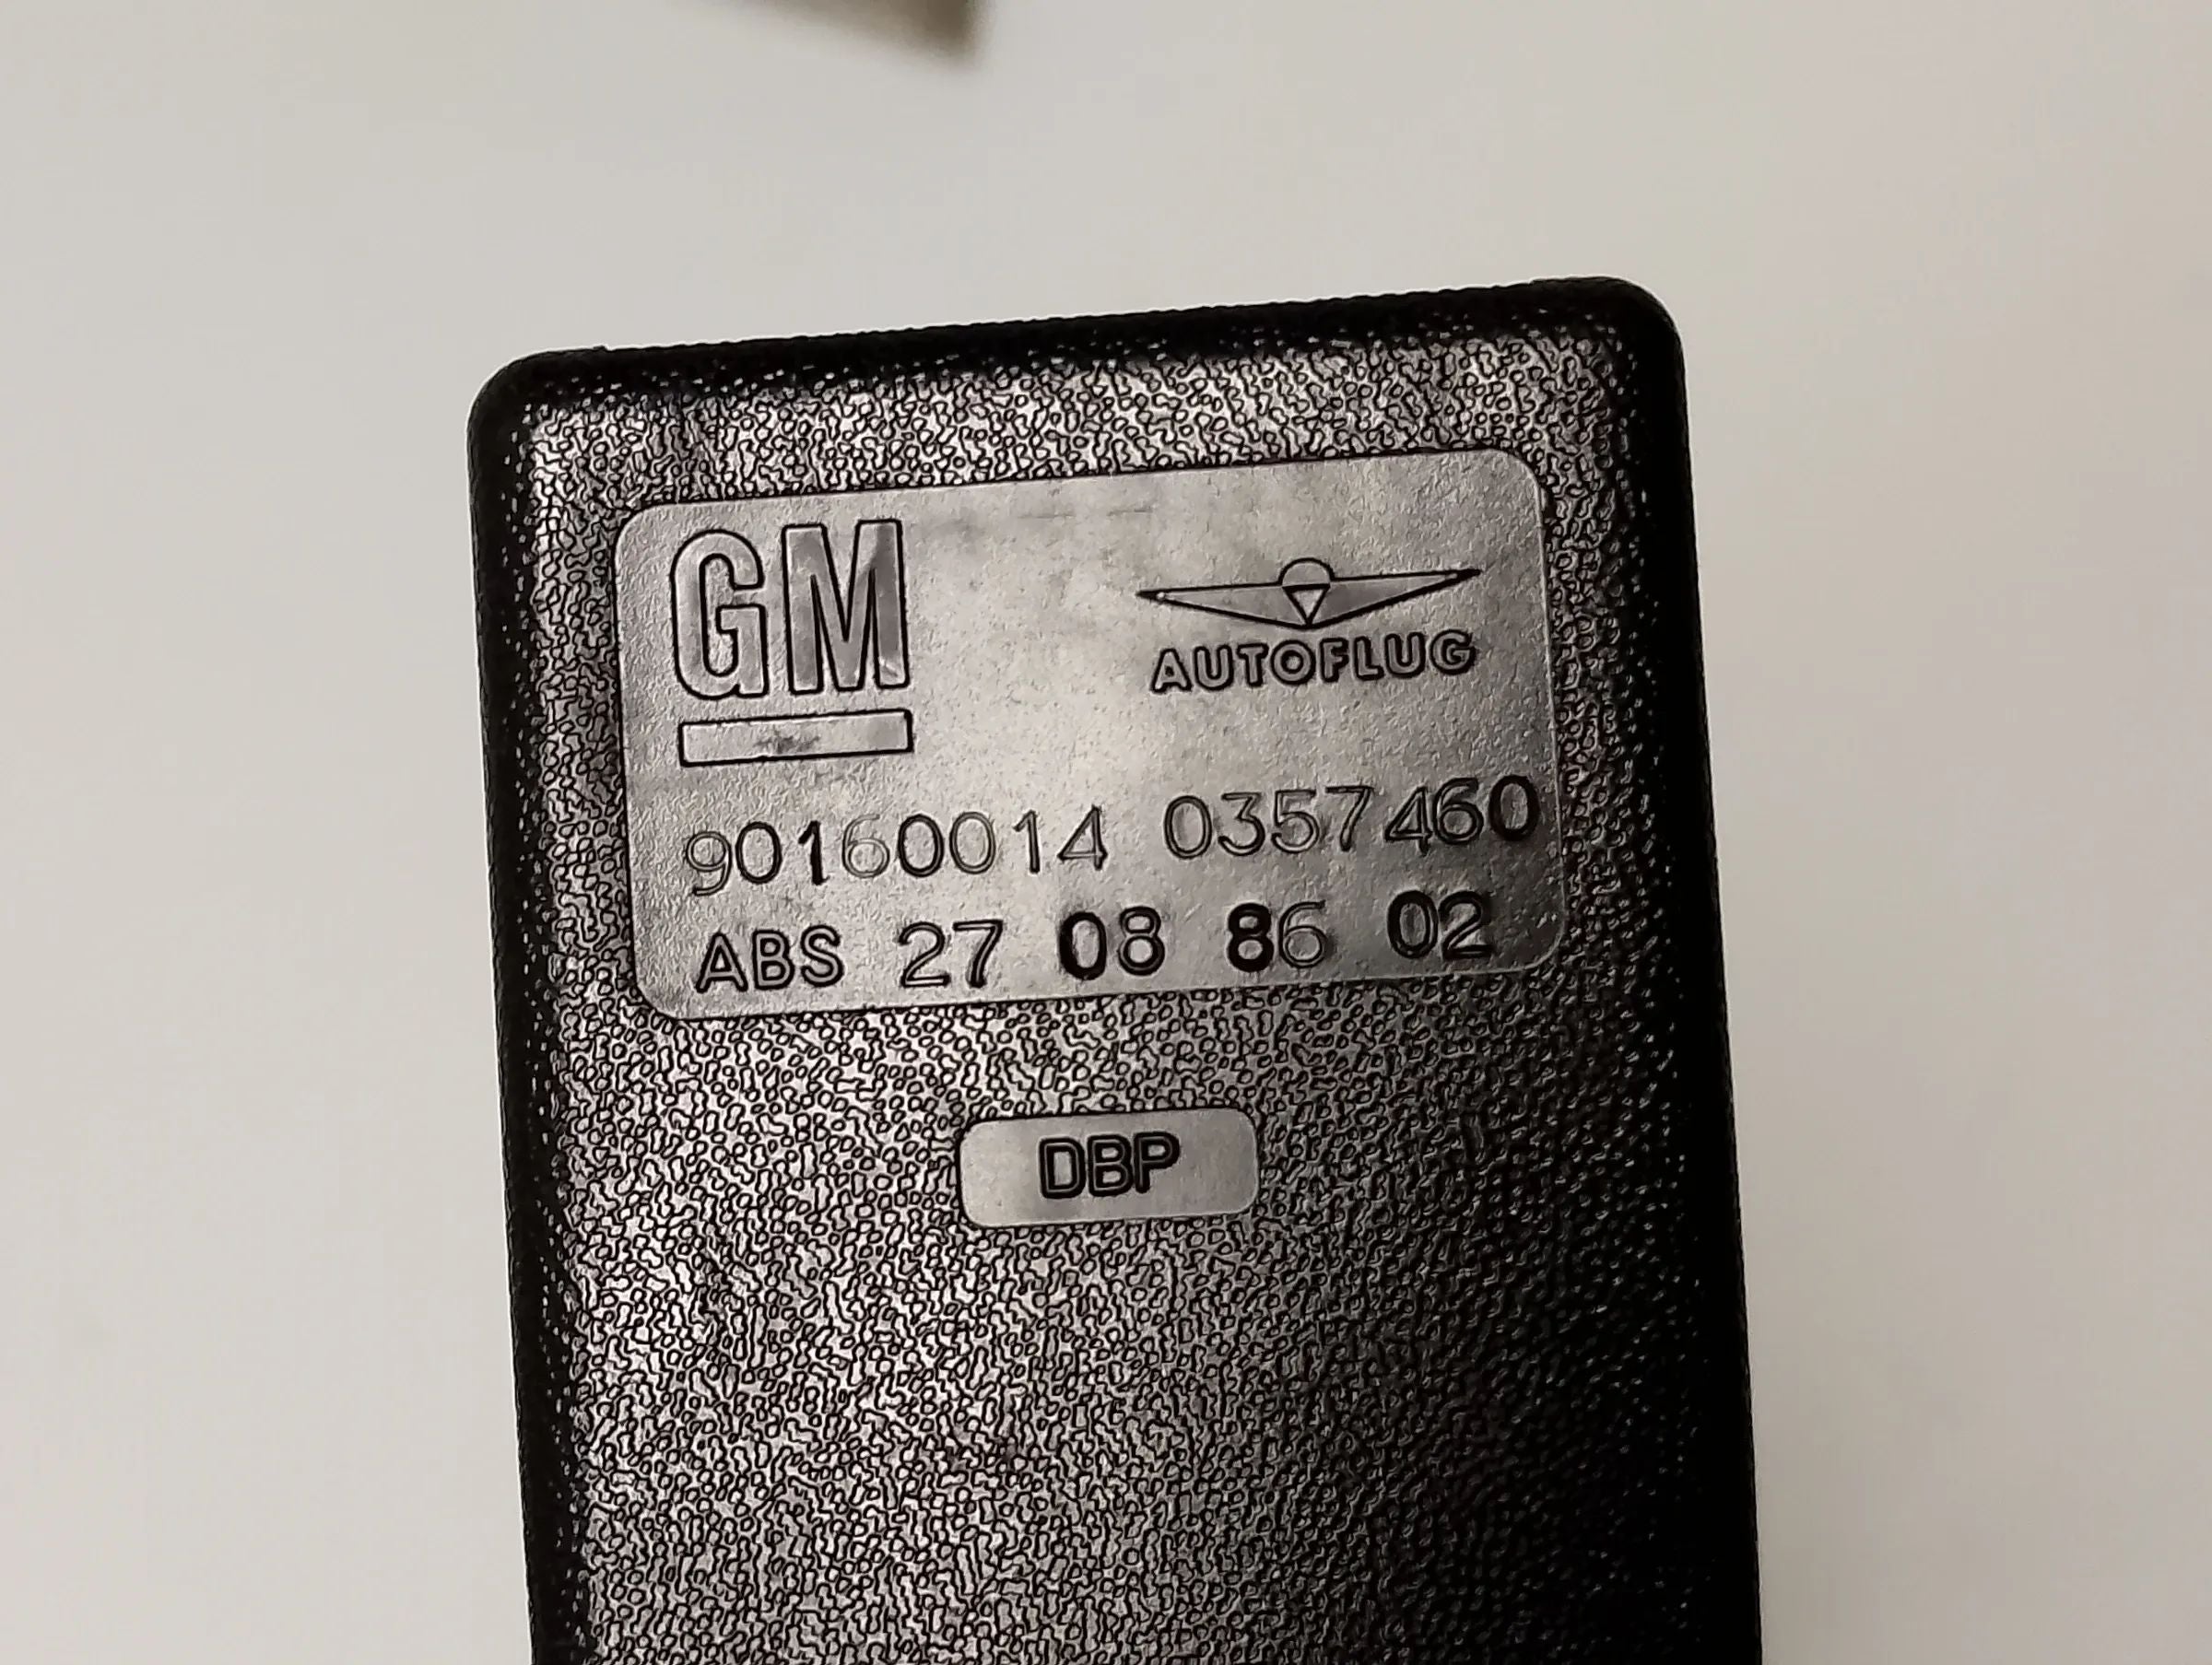 GM
AUTOFLUG
90160014 0357460
ABS 27 08 86 02
DBP